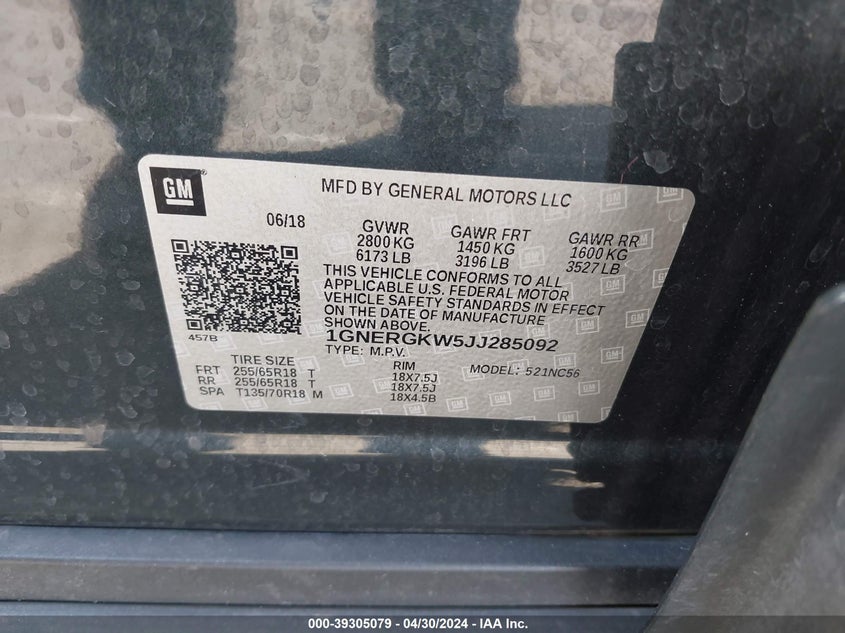 GM
MFD BY GENERAL MOTORS LLC
06/18
GVWR GAWR FRT GAWR RR
2800 KG 1450 KG 1600 KG
6173 LB 3196 LB 3527 LB
THIS VEHICLE CONFORMS TO ALL
APPLICABLE U.S. FEDERAL MOTOR
VEHICLE SAFETY STANDARDS IN EFFECT
ON THE DATE OF MANUFACTURE
SHOWN ABOVE.
457B
1GNERGKW5JJ285092
TYPE: M.P.V. MODEL: 521NC56
TIRE SIZE RIM
FRT 255/65R18 T 18X7.5J
RR 255/65R18 T 18X7.5J
SPA T135/70R18 M 18X4.5B
000-39305079 - 04/30/2024 - IAA Inc.